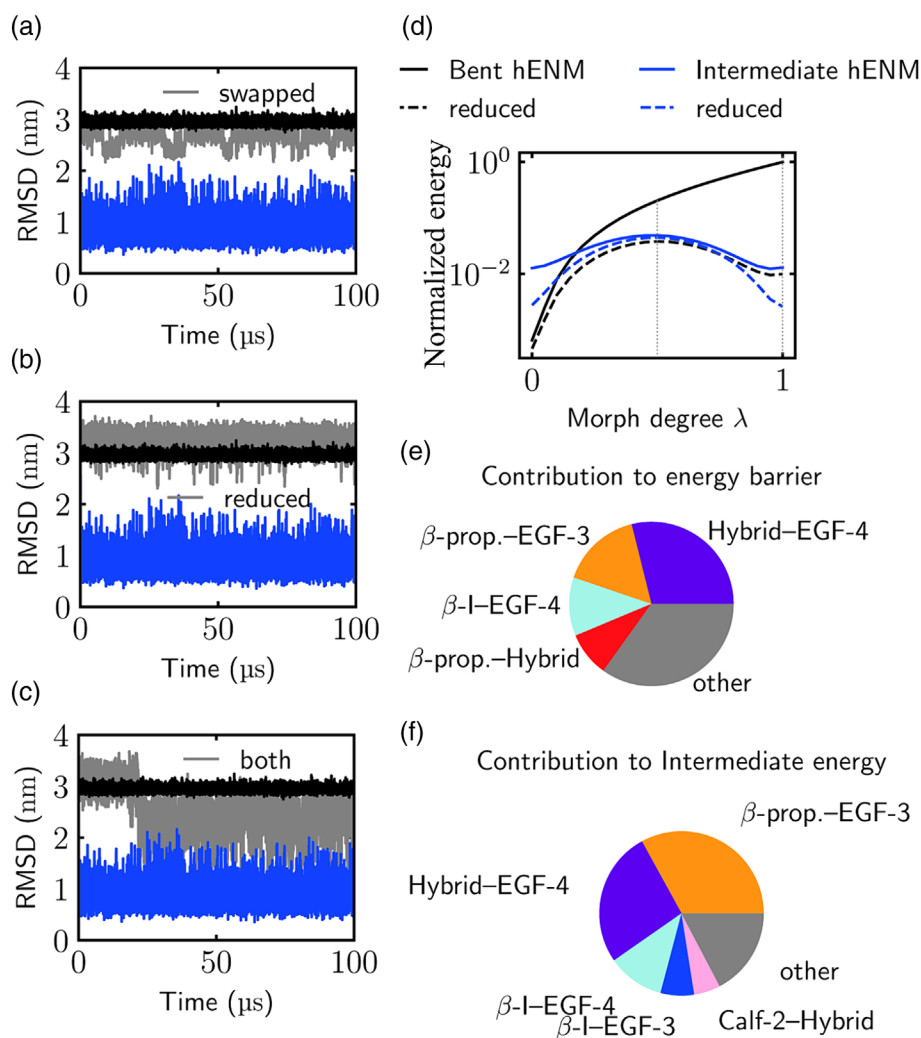 (a)
4
3
2
1
0
RMSD (nm)
swapped
0
50
100
Time (µs)
(b)
4
3
2
1
0
RMSD (nm)
reduced
0
50
100
Time (µs)
(c)
4
3
2
1
0
RMSD (nm)
both
0
50
100
Time (µs)
(d)
Bent hENM
Intermediate hENM
reduced
reduced
Normalized energy
10⁰
10⁻²
0
1
Morph degree λ
(e)
Contribution to energy barrier
β-prop.–EGF-3
Hybrid–EGF-4
β-I–EGF-4
β-prop.–Hybrid
other
(f)
Contribution to Intermediate energy
β-prop.–EGF-3
Hybrid–EGF-4
other
β-I–EGF-4
β-I–EGF-3
Calf-2–Hybrid